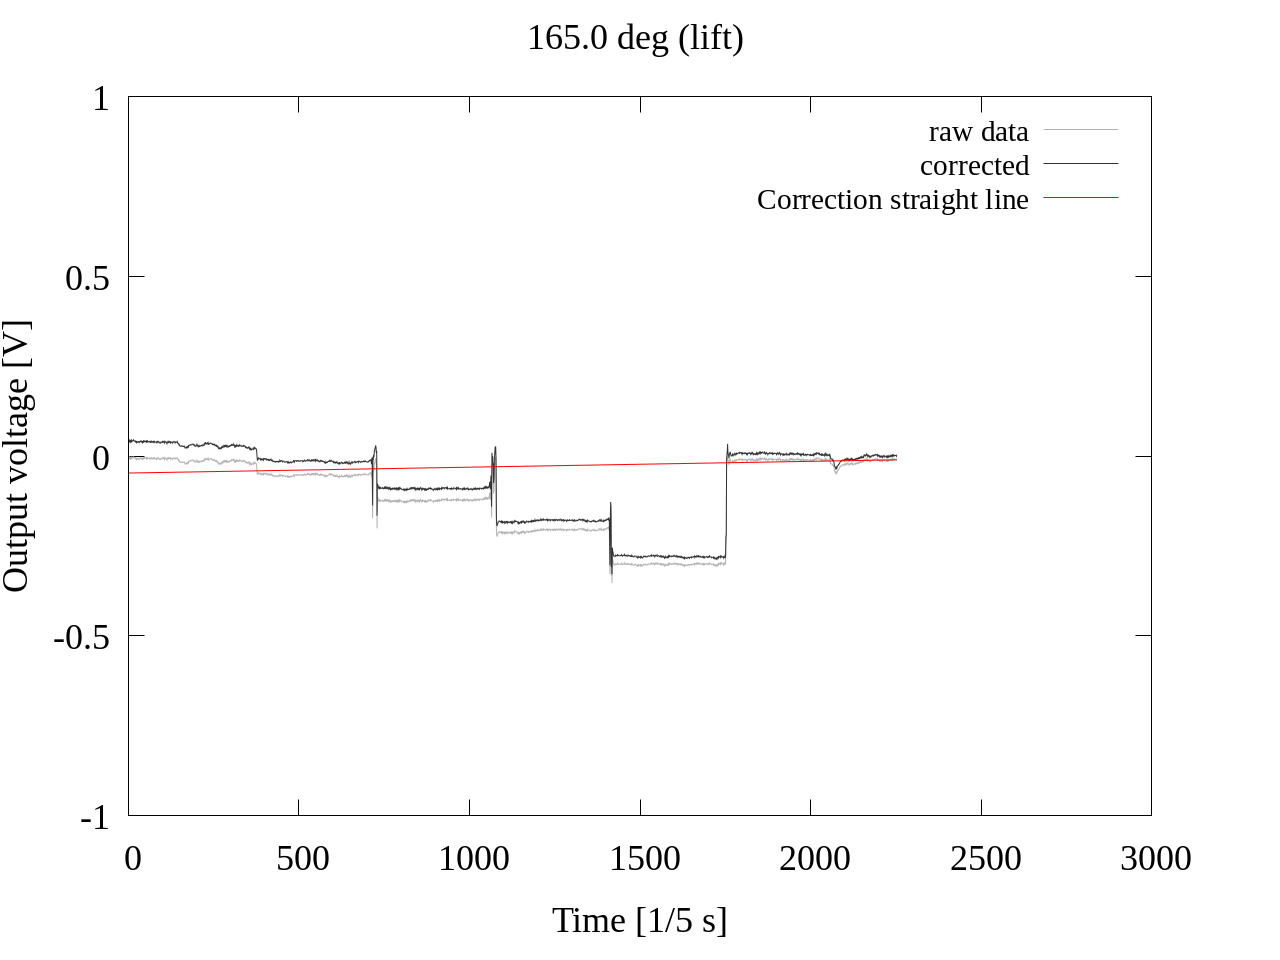 165.0 deg (lift)
1
raw data
corrected
Correction straight line
0.5
0
-0.5
-1
Output voltage [V]
0 500 1000 1500 2000 2500 3000
Time [1/5 s]